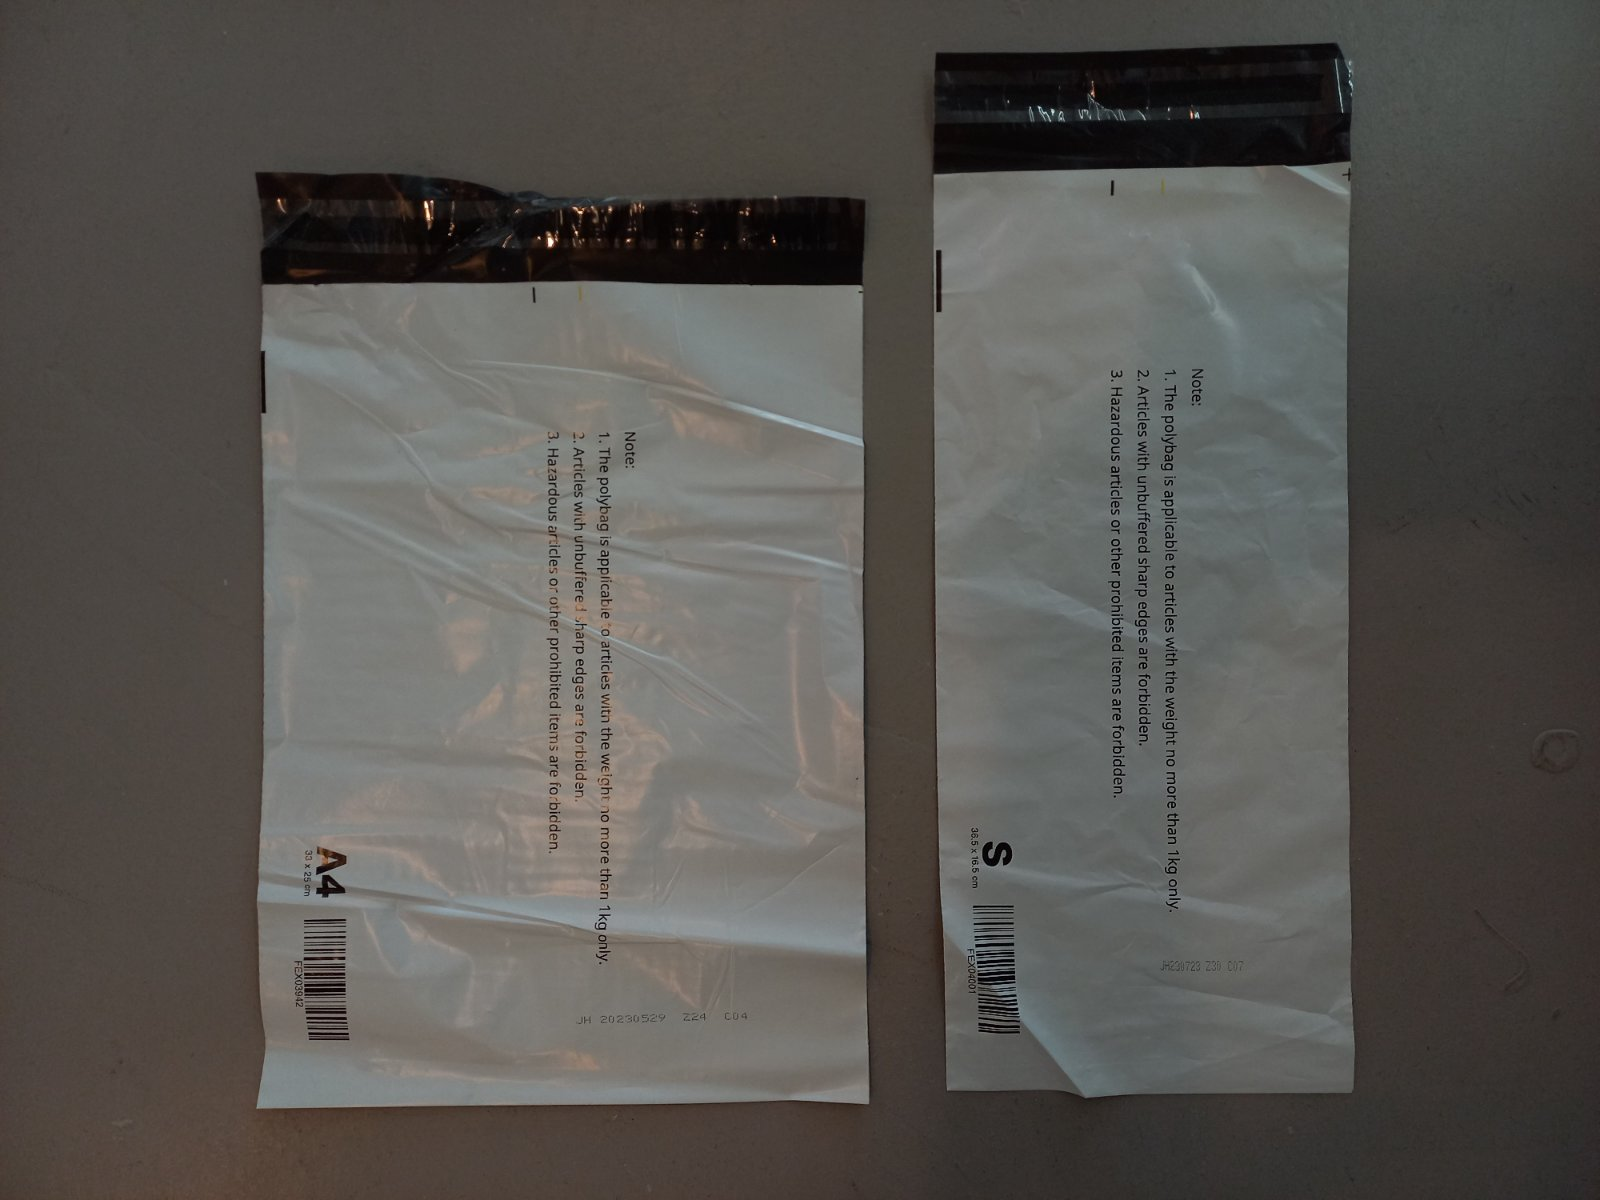 Note:
1. The polybag is applicable to articles with the weight no more than 1kg only.
2. Articles with unbuffered sharp edges are forbidden.
3. Hazardous articles or other prohibited items are forbidden.
A4
33 x 25 cm
FEX03942
JH 20230529 Z24 C04
Note:
1. The polybag is applicable to articles with the weight no more than 1kg only.
2. Articles with unbuffered sharp edges are forbidden.
3. Hazardous articles or other prohibited items are forbidden.
S
36.5 x 16.5 cm
FEX04001
JH230723 Z30 C07